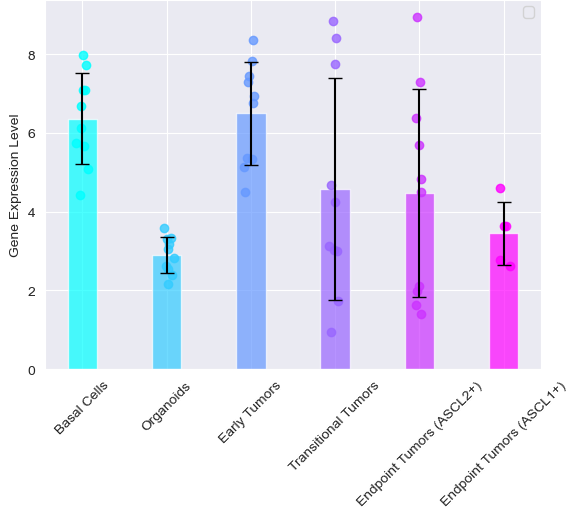 Gene Expression Level
8
6
4
2
0
Basal Cells
Organoids
Early Tumors
Transitional Tumors
Endpoint Tumors (ASCL2+)
Endpoint Tumors (ASCL1+)